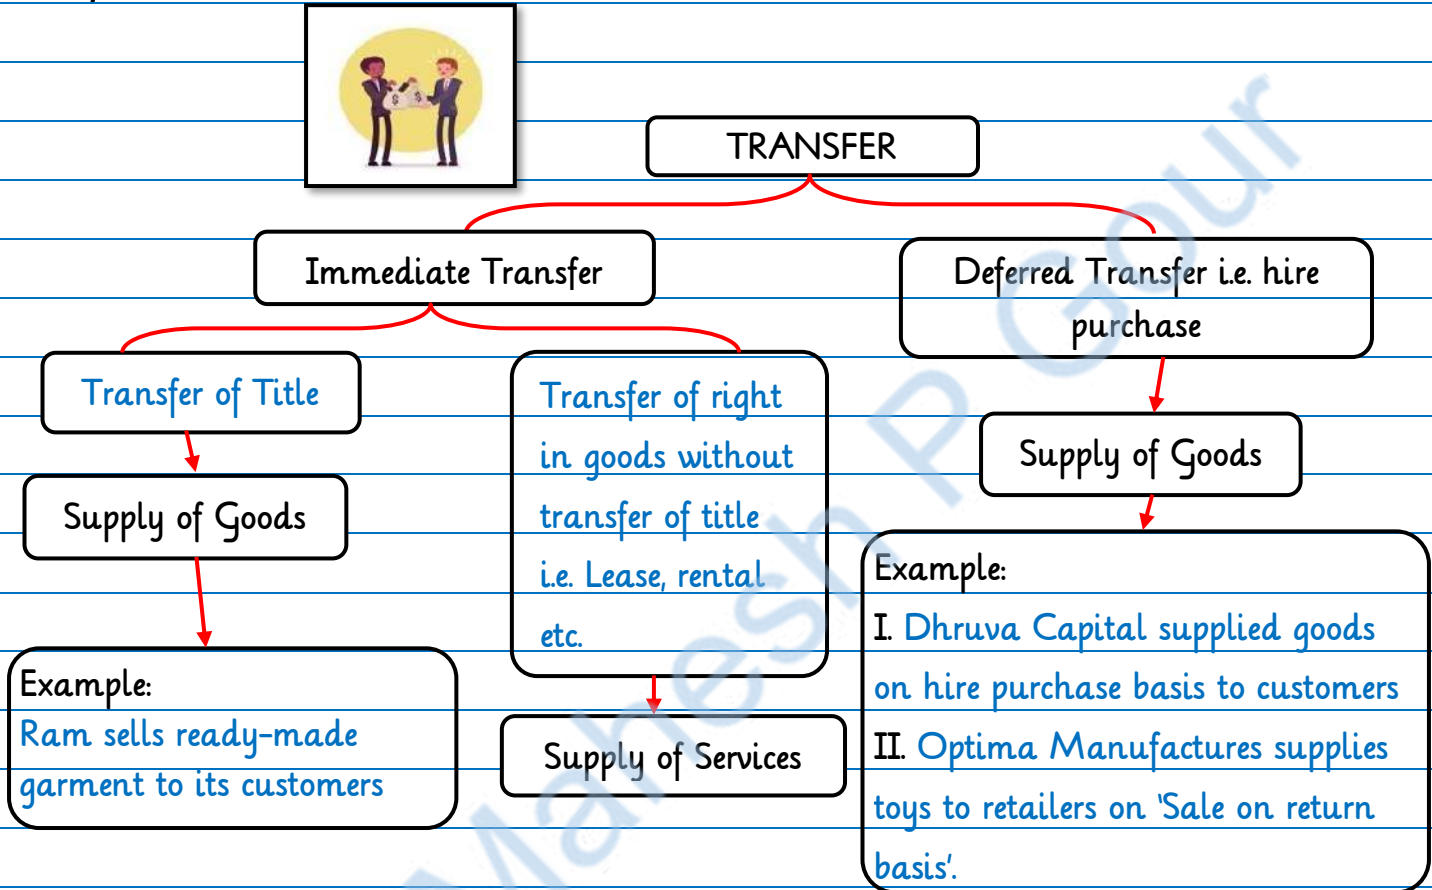 TRANSFER
Immediate Transfer
Deferred Transfer i.e. hire
purchase
Transfer of Title
Supply of Goods
Example:
Ram sells ready-made
garment to its customers
Transfer of right
in goods without
transfer of title
i.e. Lease, rental
etc.
Supply of Services
Supply of Goods
Example:
I. Dhruva Capital supplied goods
on hire purchase basis to customers
II. Optima Manufactures supplies
toys to retailers on ‘Sale on return
basis’.
Mahesh P Gour